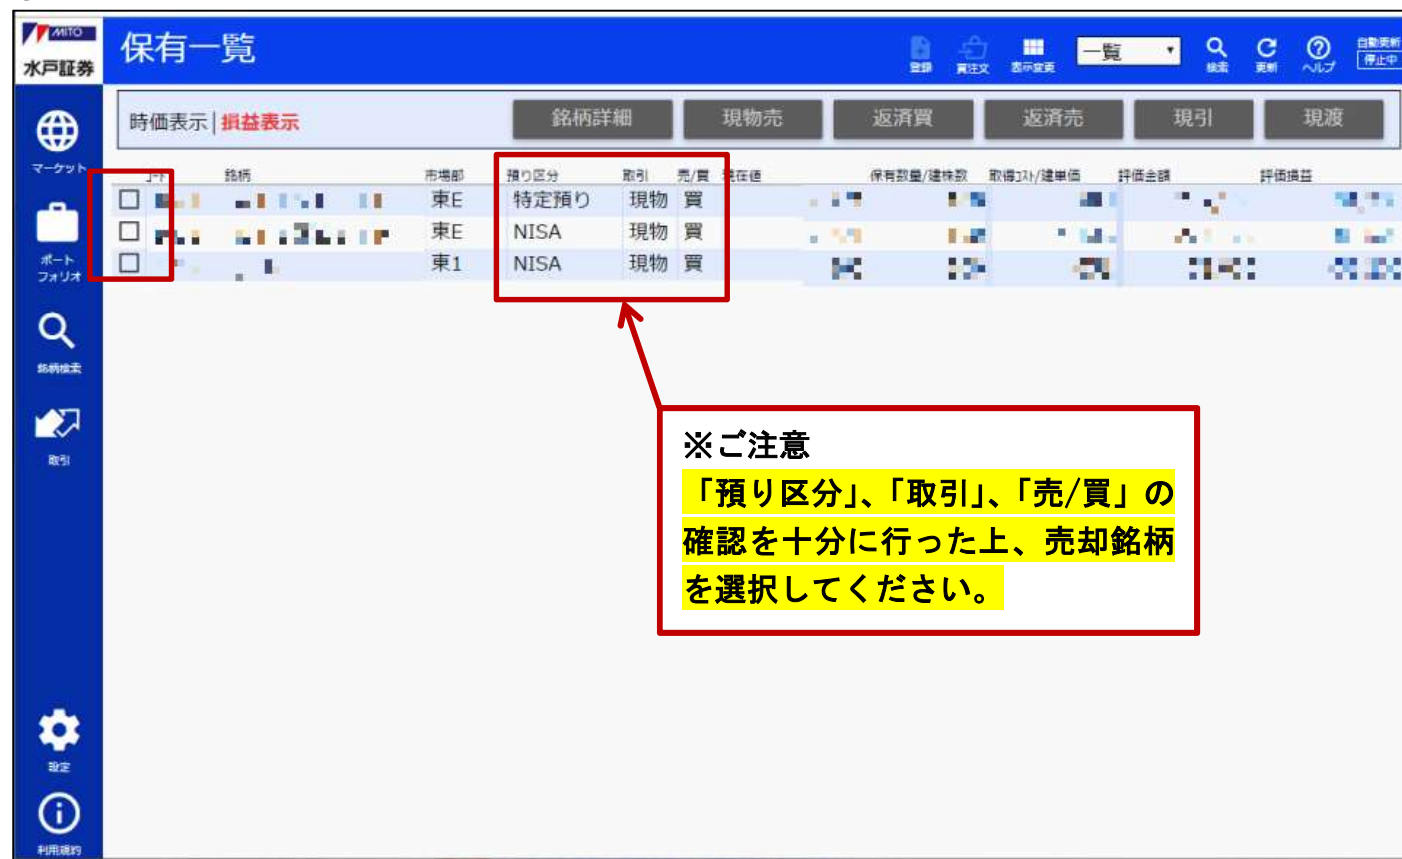 MITO
水戸証券
保有一覧
登録
買注文
表示変更
一覧
検索
更新
ヘルプ
自動更新
停止中
時価表示|損益表示
銘柄詳細
現物売
返済買
返済売
現引
現渡
マーケット
ポート
フォリオ
銘柄検索
取引
設定
利用規約
コード 銘柄 市場部 預り区分 取引 売/買 現在値 保有数量/建株数 取得コスト/建単価 評価金額 評価損益
東E 特定預り 現物 買
東E NISA 現物 買
東1 NISA 現物 買
※ご注意
「預り区分」、「取引」、「売/買」の
確認を十分に行った上、売却銘柄
を選択してください。